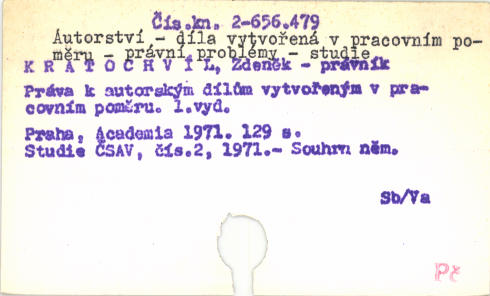 Čís.kn. 2-656.479
Autorství - díla vytvořená v pracovním po-
měru - právní problémy - studie
K R A T O C H V Í L, Zdeněk - právník
Práva k autorským dílům vytvořeným v pra-
covním poměru. 1.vyd.
Praha, Academia 1971. 129 s.
Studie ČSAV, čís.2, 1971.- Souhrn něm.
Sb/Va
Pč